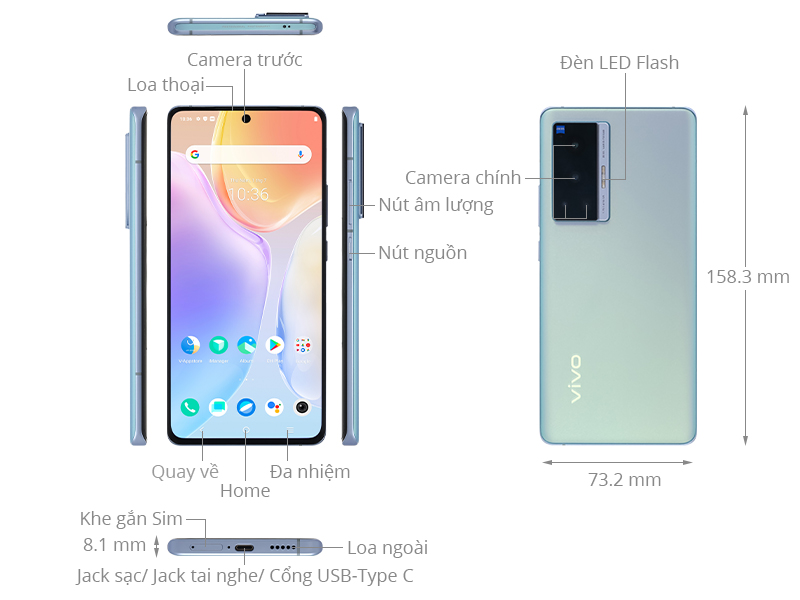 Camera trước
Loa thoại
Đèn LED Flash
10:36
Camera chính
Nút âm lượng
Nút nguồn
158.3 mm
vivo
Quay về
Đa nhiệm
Home
73.2 mm
Khe gắn Sim
8.1 mm
Loa ngoài
Jack sạc/ Jack tai nghe/ Cổng USB-Type C